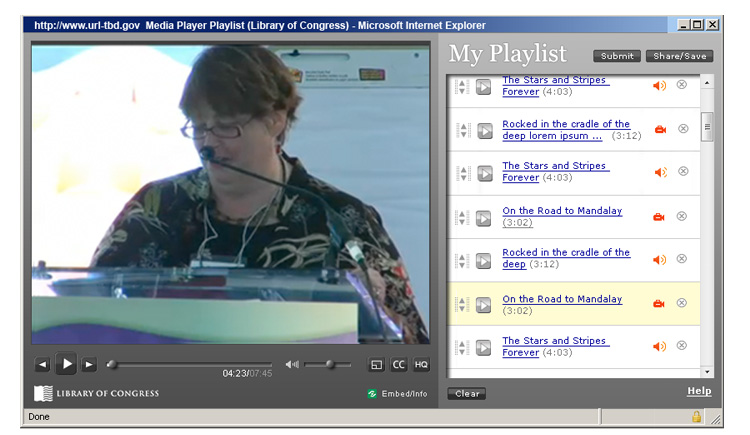 http://www.url-tbd.gov  Media Player Playlist (Library of Congress) - Microsoft Internet Explorer
My Playlist
Submit
Share/Save
The Stars and Stripes
Forever (4:03)
Rocked in the cradle of the
deep lorem ipsum ... (3:12)
The Stars and Stripes
Forever (4:03)
On the Road to Mandalay
(3:02)
Rocked in the cradle of the
deep (3:12)
On the Road to Mandalay
(3:02)
The Stars and Stripes
Forever (4:03)
04:23/07:45
CC
HQ
LIBRARY OF CONGRESS
Embed/Info
Clear
Help
Done